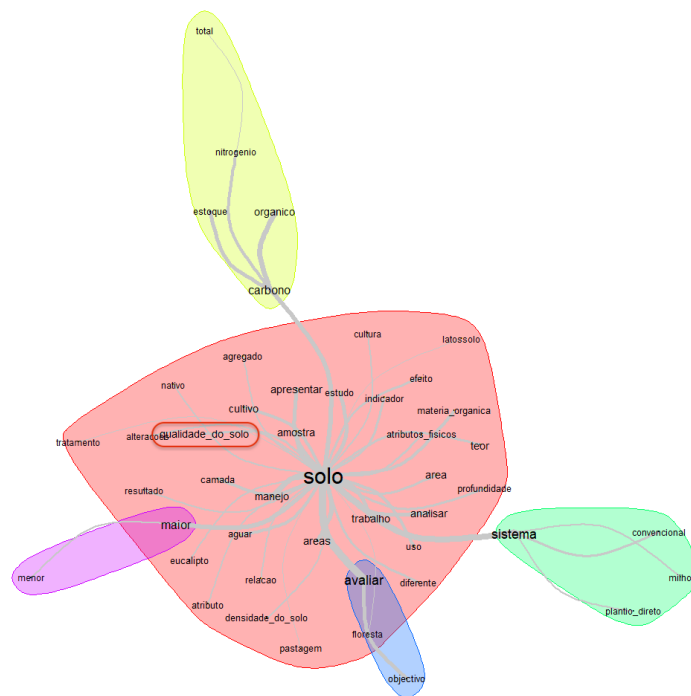 total
nitrogenio
estoque
organico
carbono
cultura
latossolo
agregado
efeito
nativo
apresentar
estudo
indicador
cultivo
materia_organica
tratamento
alteracoes
qualidade_do_solo
amostra
atributos_fisicos
teor
solo
camada
area
resultado
manejo
profundidade
maior
trabalho
analisar
aguar
areas
uso
sistema
convencional
eucalipto
menor
relacao
avaliar
diferente
milho
atributo
densidade_do_solo
plantio_direto
floresta
pastagem
objectivo